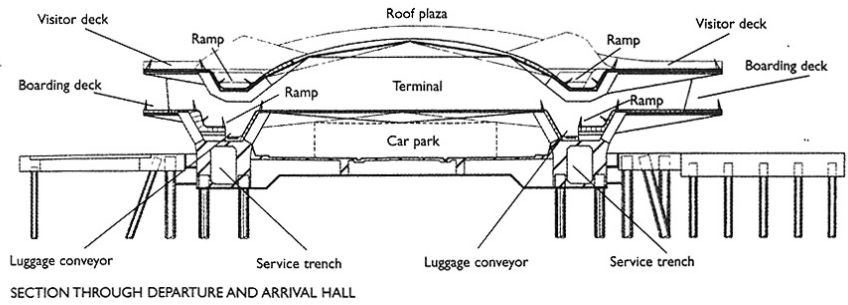 Roof plaza
Visitor deck
Visitor deck
Ramp
Ramp
Boarding deck
Terminal
Boarding deck
Ramp
Ramp
Car park
Luggage conveyor
Service trench
Luggage conveyor
Service trench
SECTION THROUGH DEPARTURE AND ARRIVAL HALL